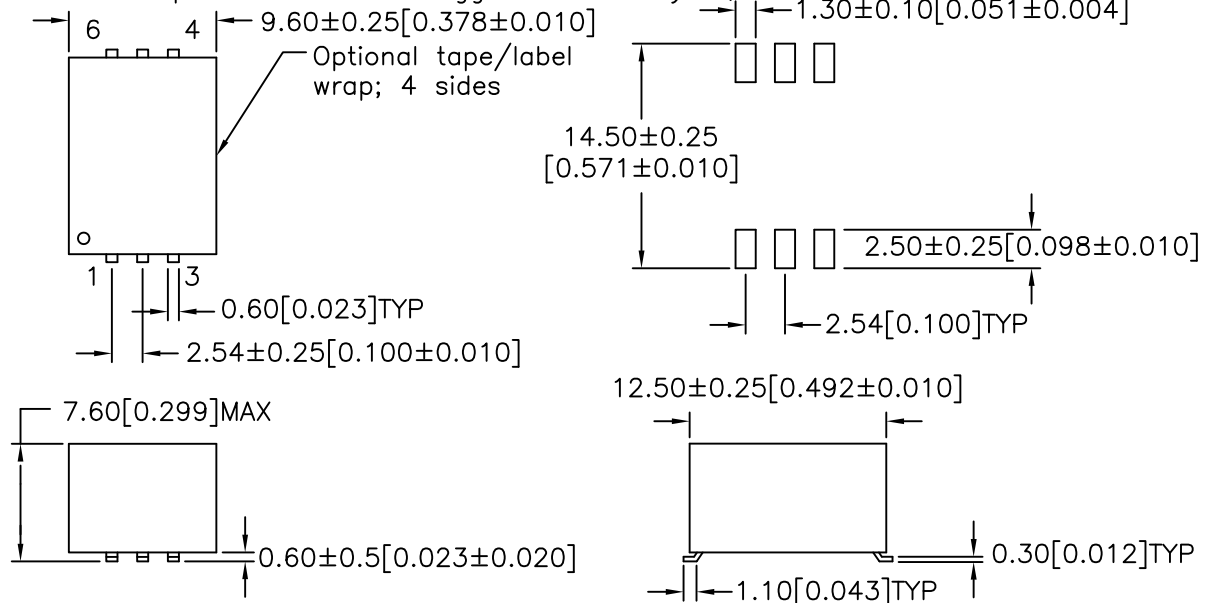 6
4
9.60±0.25[0.378±0.010]
1.30±0.10[0.051±0.004]
Optional tape/label
wrap; 4 sides
14.50±0.25
[0.571±0.010]
2.50±0.25[0.098±0.010]
1
3
0.60[0.023]TYP
2.54[0.100]TYP
2.54±0.25[0.100±0.010]
12.50±0.25[0.492±0.010]
7.60[0.299]MAX
0.60±0.5[0.023±0.020]
0.30[0.012]TYP
1.10[0.043]TYP